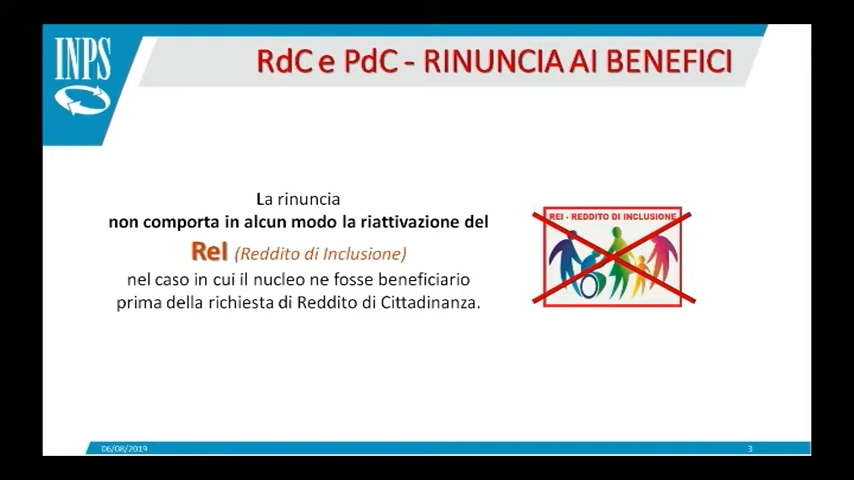 INPS
RdC e PdC - RINUNCIA AI BENEFICI
La rinuncia
non comporta in alcun modo la riattivazione del
ReI (Reddito di Inclusione)
nel caso in cui il nucleo ne fosse beneficiario
prima della richiesta di Reddito di Cittadinanza.
REI - REDDITO DI INCLUSIONE
06/08/2019
3